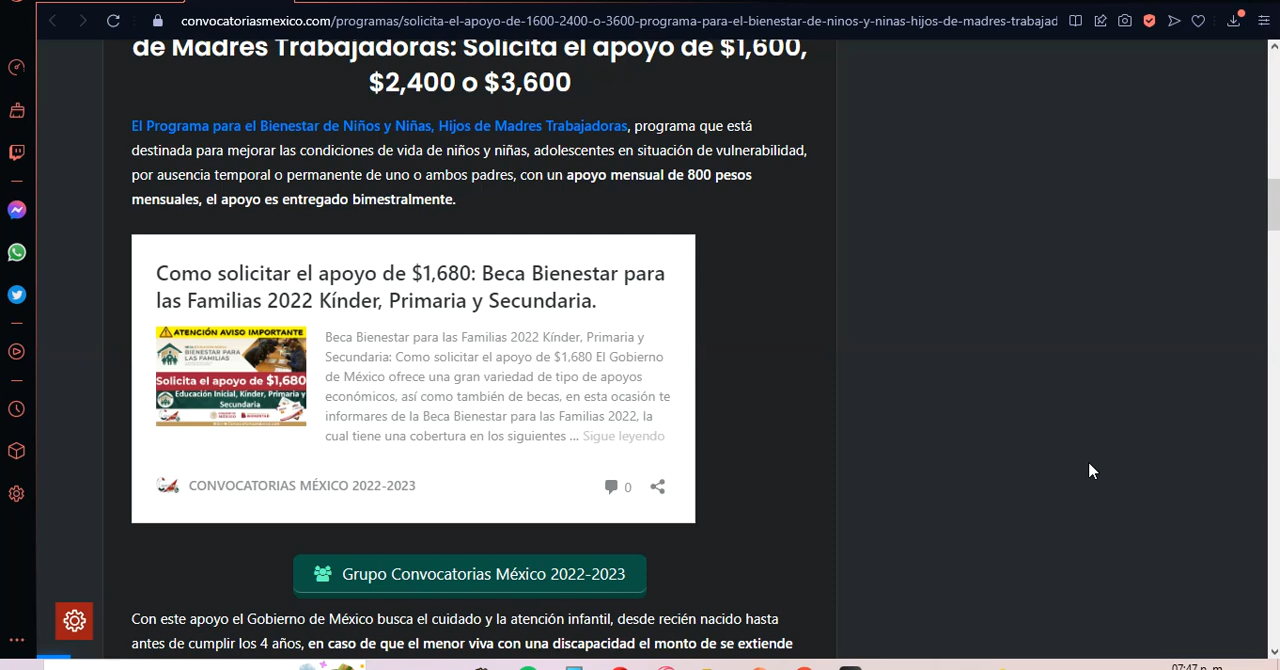 convocatoriasmexico.com/programas/solicita-el-apoyo-de-1600-2400-o-3600-programa-para-el-bienestar-de-ninos-y-ninas-hijos-de-madres-trabajad
de Madres Trabajadoras: Solicita el apoyo de $1,600,
$2,400 o $3,600
El Programa para el Bienestar de Niños y Niñas, Hijos de Madres Trabajadoras, programa que está
destinada para mejorar las condiciones de vida de niños y niñas, adolescentes en situación de vulnerabilidad,
por ausencia temporal o permanente de uno o ambos padres, con un apoyo mensual de 800 pesos
mensuales, el apoyo es entregado bimestralmente.
Como solicitar el apoyo de $1,680: Beca Bienestar para
las Familias 2022 Kínder, Primaria y Secundaria.
ATENCIÓN AVISO IMPORTANTE
BIENESTAR PARA
LAS FAMILIAS
Solicita el apoyo de $1,680
Educación Inicial, Kínder, Primaria y
Secundaria
Beca Bienestar para las Familias 2022 Kínder, Primaria y
Secundaria: Como solicitar el apoyo de $1,680 El Gobierno
de México ofrece una gran variedad de tipo de apoyos
económicos, así como también de becas, en esta ocasión te
informares de la Beca Bienestar para las Familias 2022, la
cual tiene una cobertura en los siguientes ... Sigue leyendo
CONVOCATORIAS MÉXICO 2022-2023
0
Grupo Convocatorias México 2022-2023
Con este apoyo el Gobierno de México busca el cuidado y la atención infantil, desde recién nacido hasta
antes de cumplir los 4 años, en caso de que el menor viva con una discapacidad el monto de se extiende
07:47 p. m.